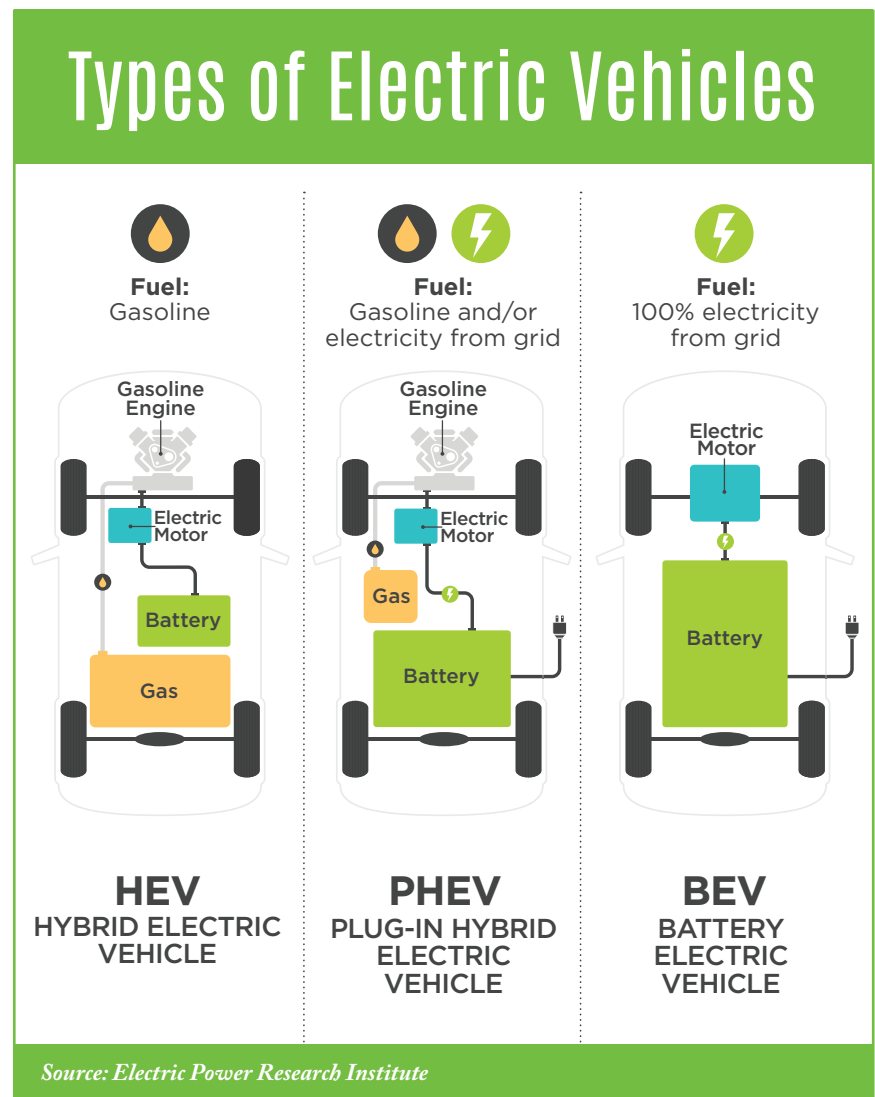 Types of Electric Vehicles
Fuel:
Gasoline
Gasoline
Engine
Electric
Motor
Battery
Gas
HEV
HYBRID ELECTRIC
VEHICLE
Fuel:
Gasoline and/or
electricity from grid
Gasoline
Engine
Electric
Motor
Gas
Battery
PHEV
PLUG-IN HYBRID
ELECTRIC
VEHICLE
Fuel:
100% electricity
from grid
Electric
Motor
Battery
BEV
BATTERY
ELECTRIC
VEHICLE
Source: Electric Power Research Institute